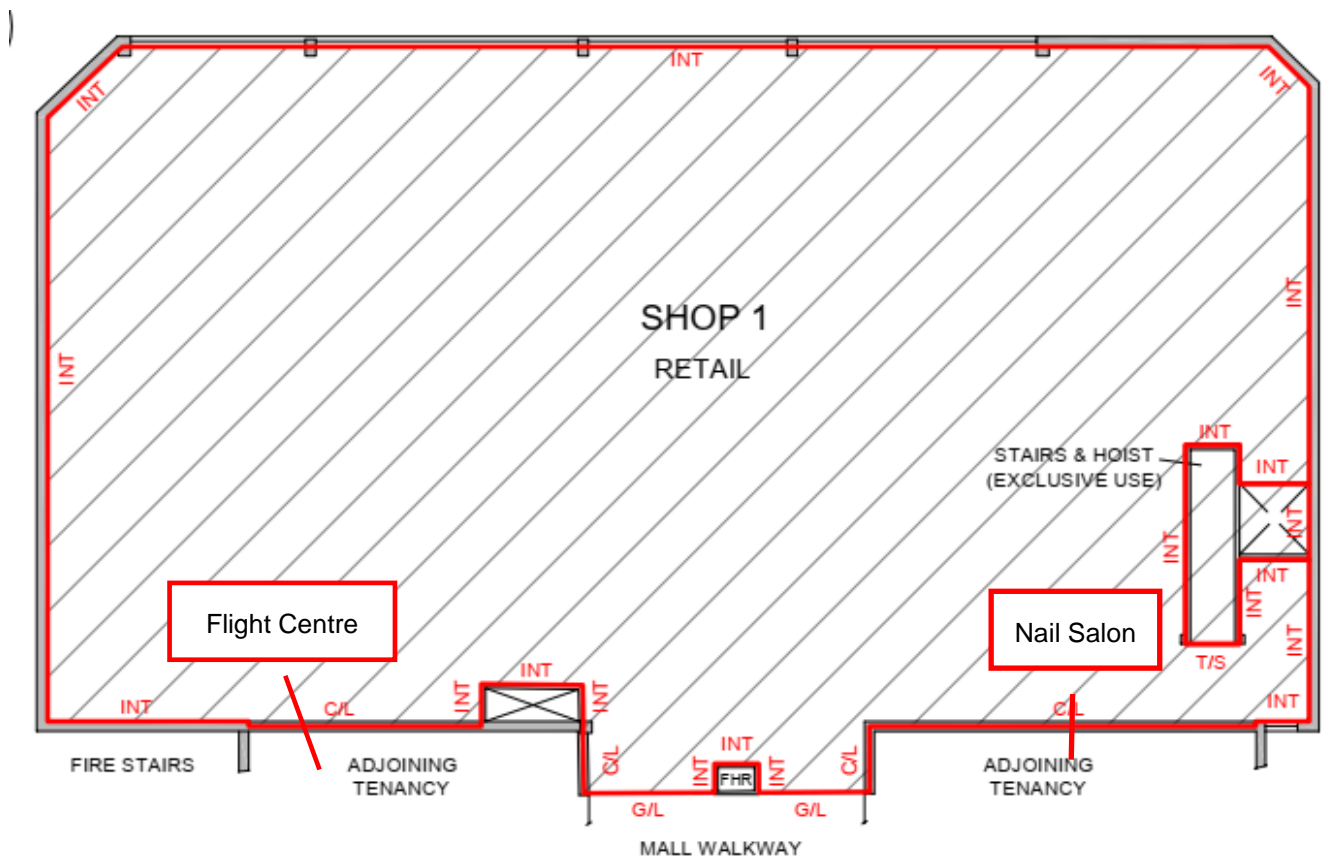 )
INT
INT
INT
INT
INT
SHOP 1
RETAIL
INT
STAIRS & HOIST
(EXCLUSIVE USE)
INT
INT
INT
INT
INT
INT
INT
T/S
Flight Centre
Nail Salon
INT
INT
INT
INT
C/L
C/L
INT
FIRE STAIRS
ADJOINING
TENANCY
C/L
INT
INT
FHR
INT
C/L
ADJOINING
TENANCY
G/L
G/L
MALL WALKWAY